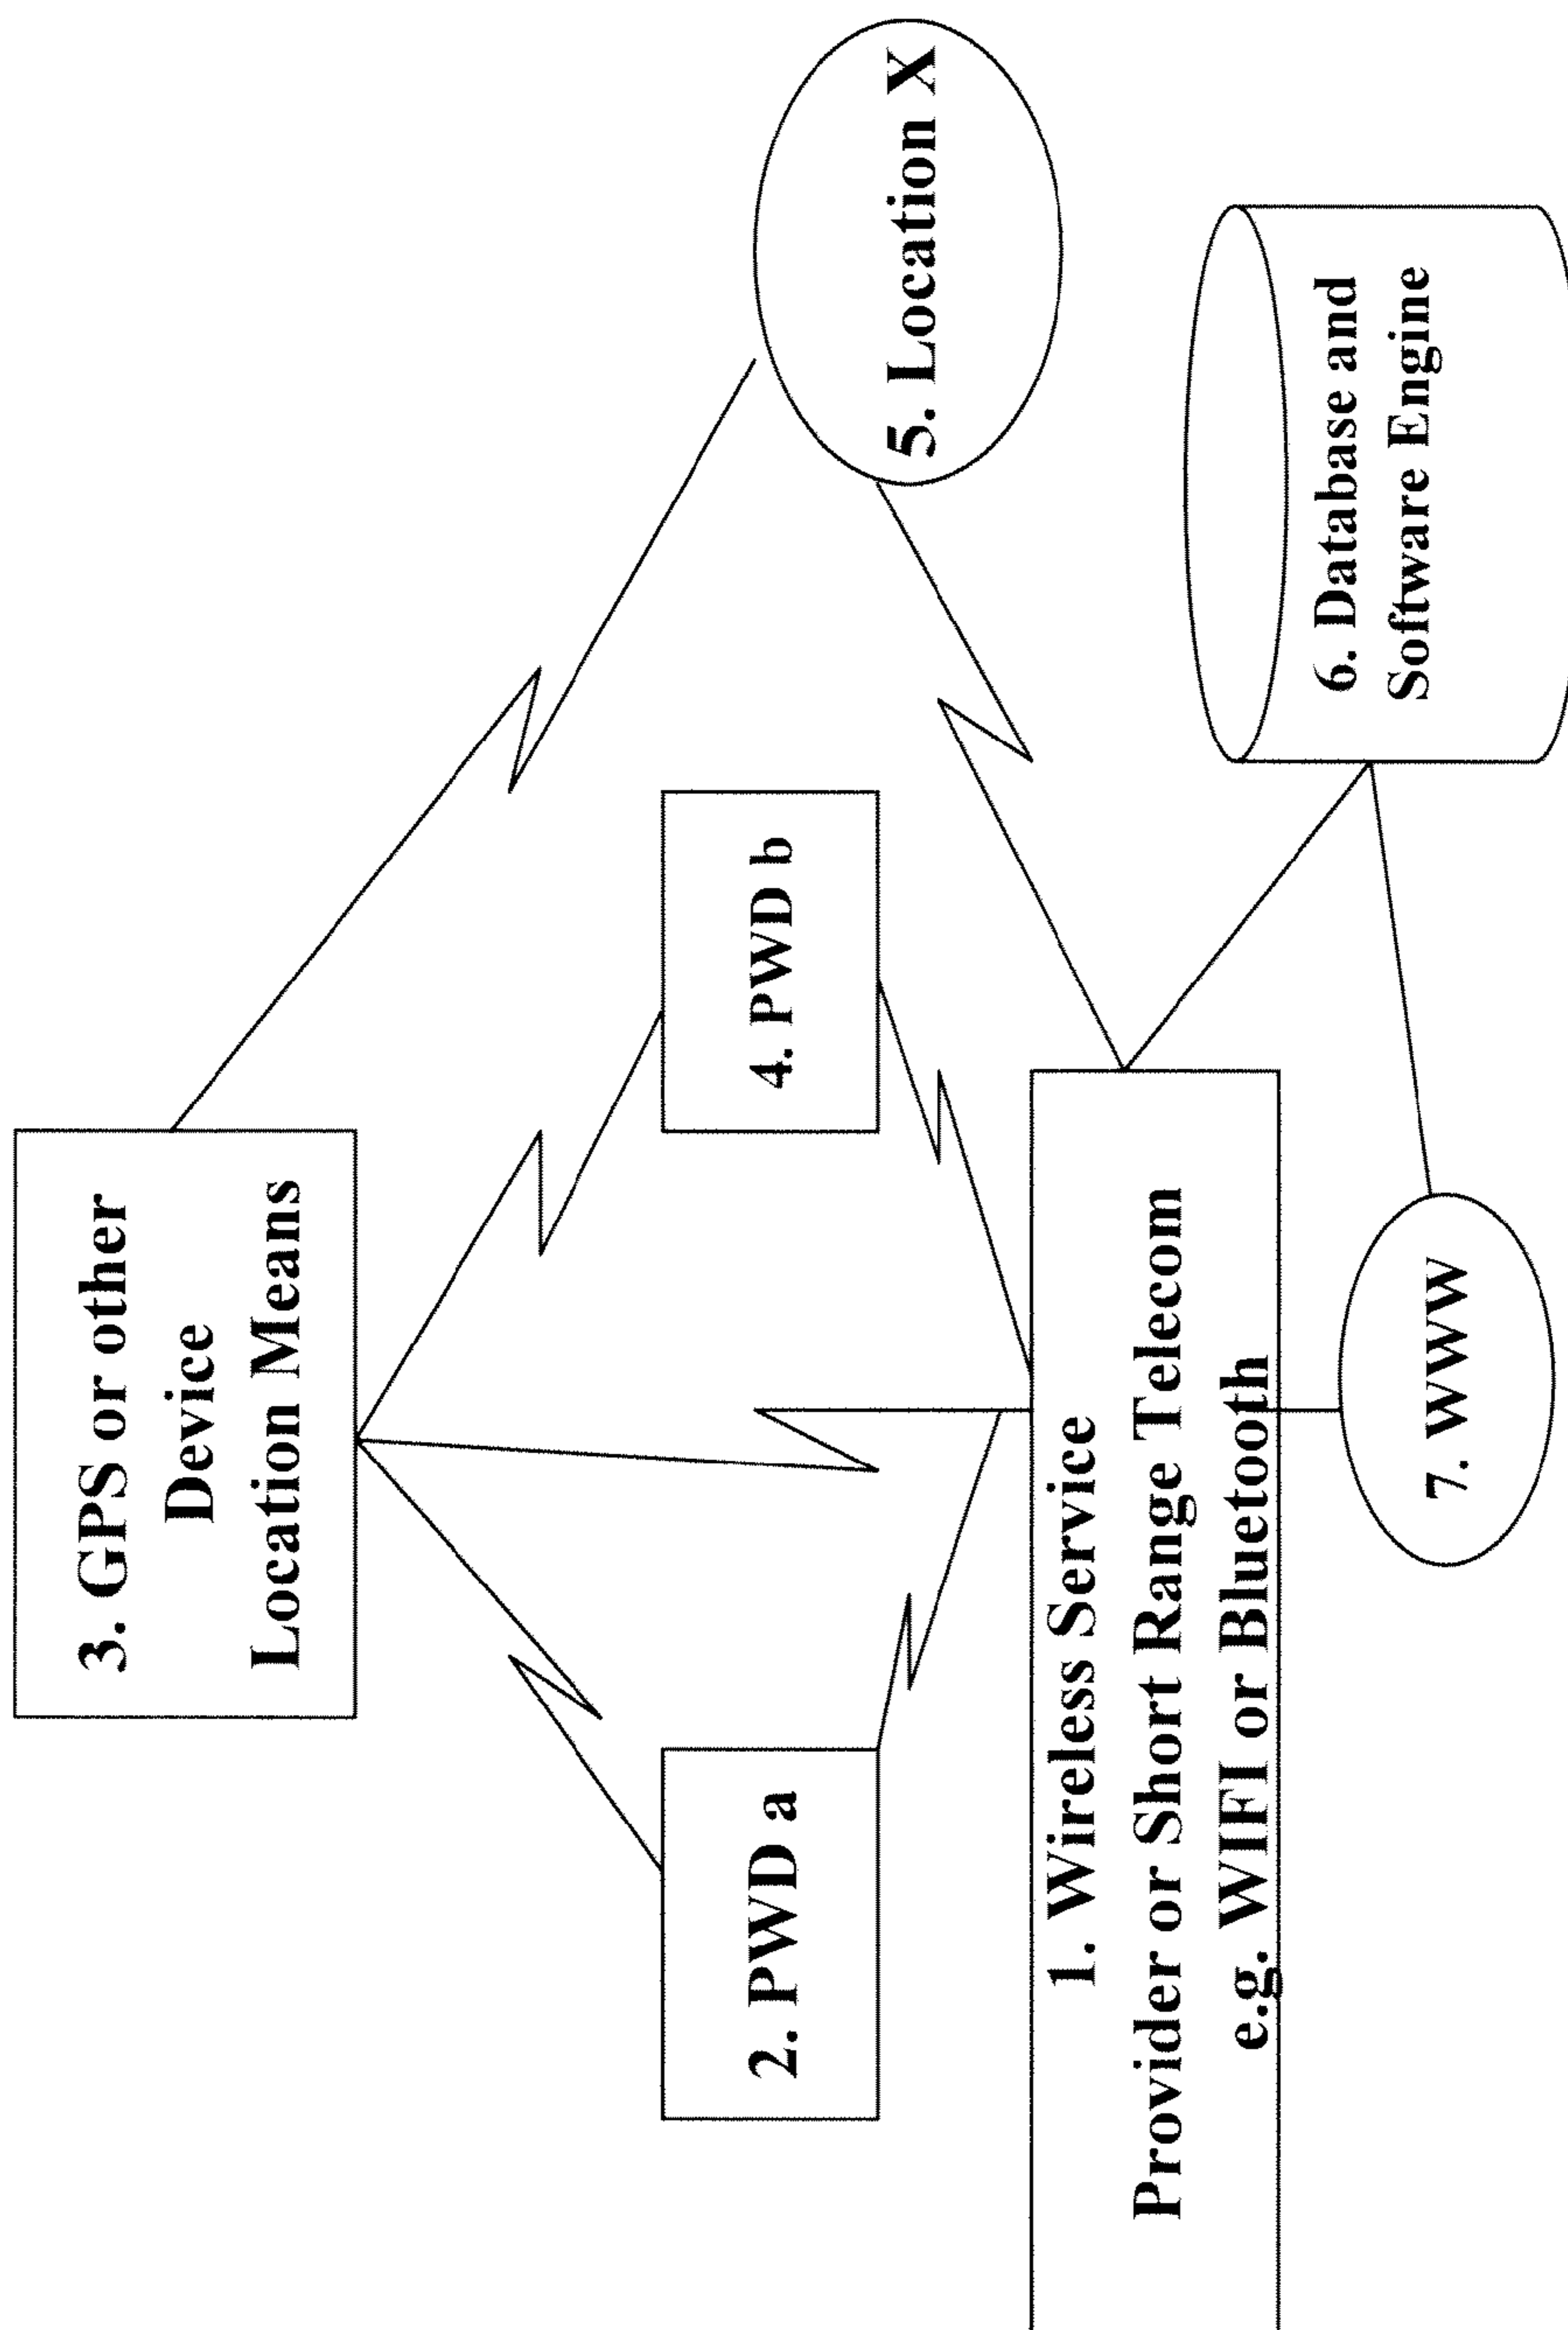 3. GPS or other
Device
Location Means
2. PWD a
4. PWD b
5. Location X
1. Wireless Service
Provider or Short Range Telecom
e.g. WIFI or Bluetooth
6. Database and
Software Engine
7. WWW